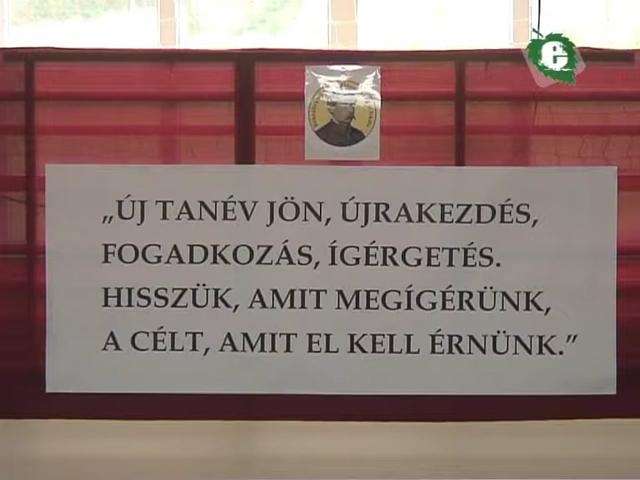 e
„ÚJ TANÉV JÖN, ÚJRAKEZDÉS,
FOGADKOZÁS, ÍGÉRGETÉS.
HISSZÜK, AMIT MEGÍGÉRÜNK,
A CÉLT, AMIT EL KELL ÉRNÜNK.”